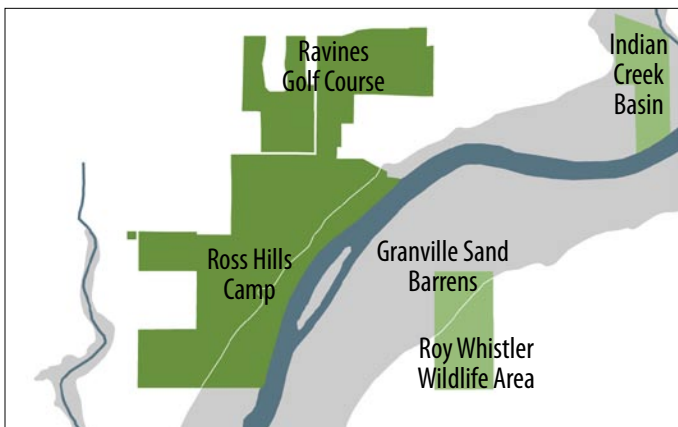 Ravines
Golf Course
Indian
Creek
Basin
Ross Hills
Camp
Granville Sand
Barrens
Roy Whistler
Wildlife Area